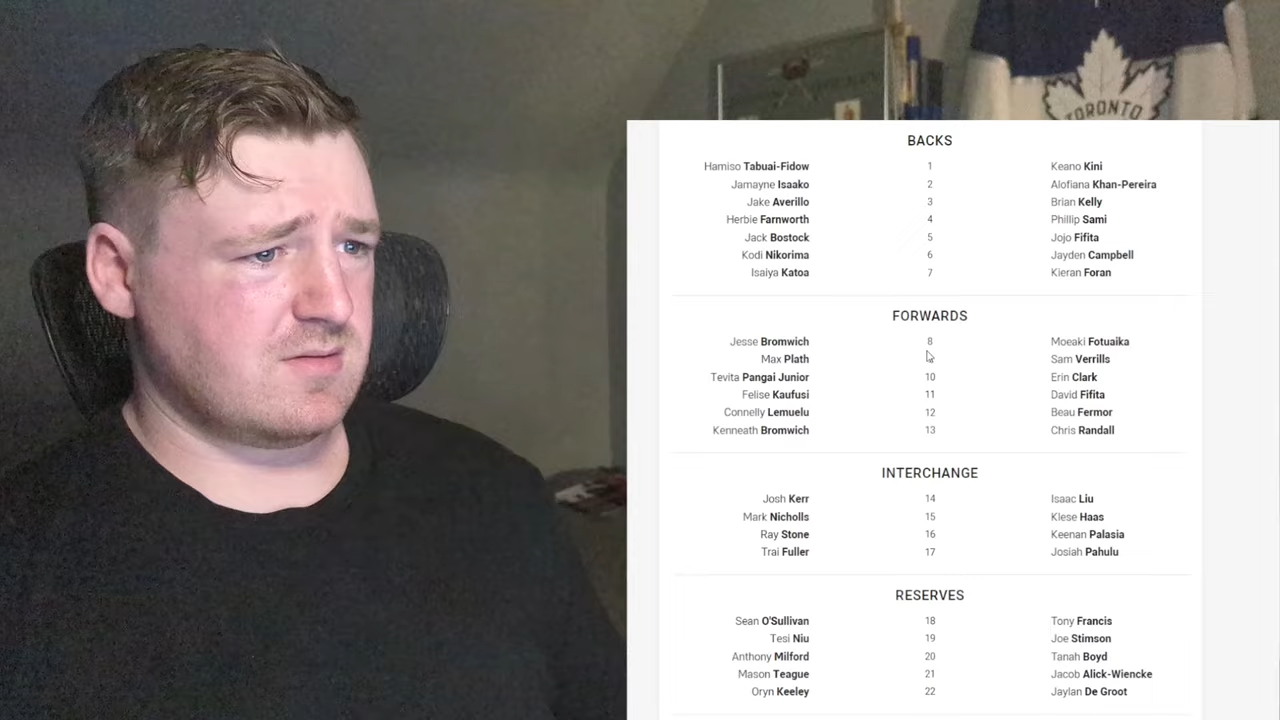 TORONTO
BACKS
Hamiso Tabuai-Fidow 1 Keano Kini
Jamayne Isaako 2 Alofiana Khan-Pereira
Jake Averillo 3 Brian Kelly
Herbie Farnworth 4 Phillip Sami
Jack Bostock 5 Jojo Fifita
Kodi Nikorima 6 Jayden Campbell
Isaiya Katoa 7 Kieran Foran
FORWARDS
Jesse Bromwich 8 Moeaki Fotuaika
Max Plath Sam Verrills
Tevita Pangai Junior 10 Erin Clark
Felise Kaufusi 11 David Fifita
Connelly Lemuelu 12 Beau Fermor
Kenneath Bromwich 13 Chris Randall
INTERCHANGE
Josh Kerr 14 Isaac Liu
Mark Nicholls 15 Klese Haas
Ray Stone 16 Keenan Palasia
Trai Fuller 17 Josiah Pahulu
RESERVES
Sean O'Sullivan 18 Tony Francis
Tesi Niu 19 Joe Stimson
Anthony Milford 20 Tanah Boyd
Mason Teague 21 Jacob Alick-Wiencke
Oryn Keeley 22 Jaylan De Groot